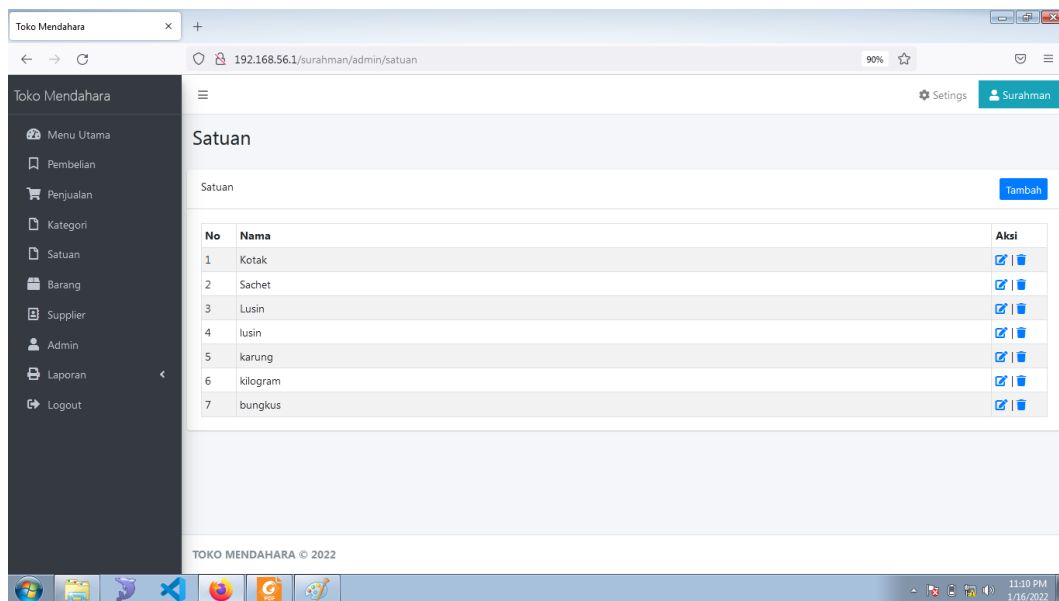 Toko Mendahara
192.168.56.1/surahman/admin/satuan 90%
Toko Mendahara
Setings Surahman
Menu Utama
Pembelian
Penjualan
Kategori
Satuan
Barang
Supplier
Admin
Laporan
Logout
Satuan
Satuan Tambah
No Nama Aksi
1 Kotak |
2 Sachet |
3 Lusin |
4 lusin |
5 karung |
6 kilogram |
7 bungkus |
TOKO MENDAHARA © 2022
G PDF
11:10 PM
1/16/2022